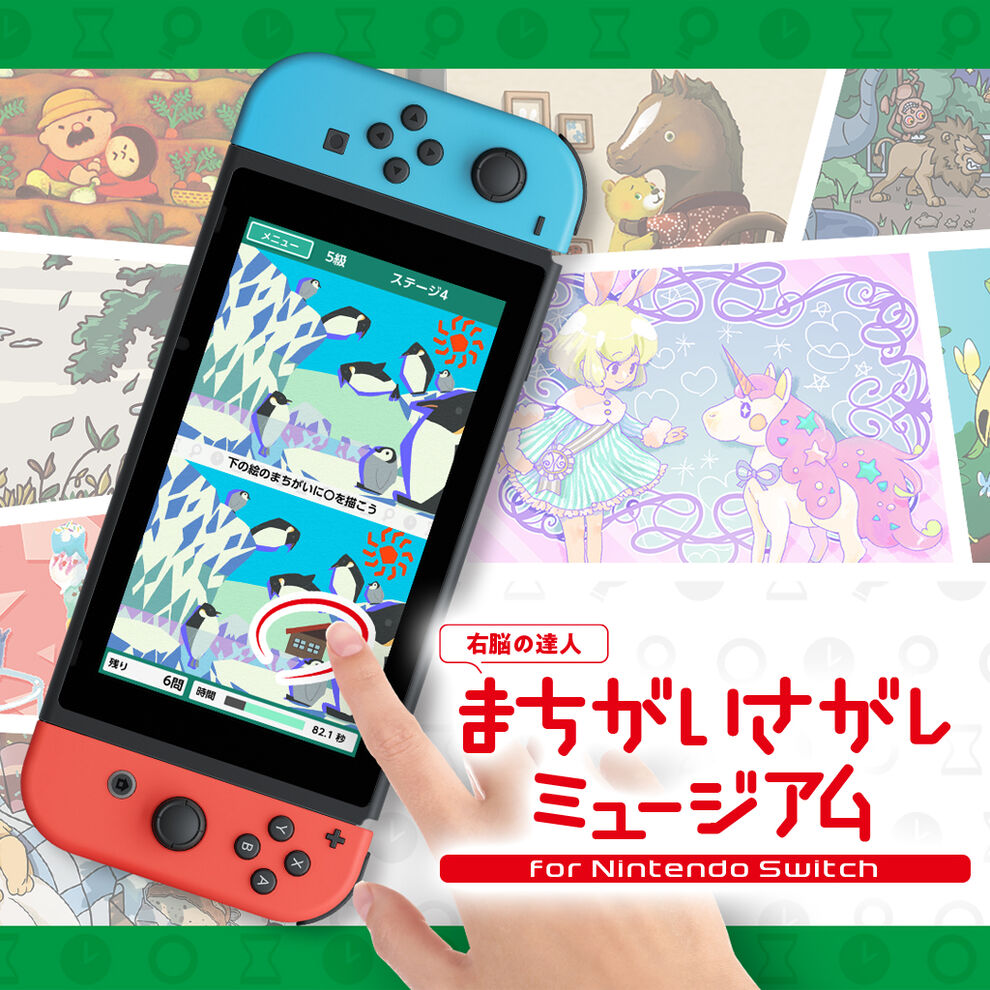 メニュー
5級
ステージ4
下の絵のまちがいに○を描こう
残り
6問
時間
82.1 秒
Y
X
B
A
右脳の達人
まちがいさがし
ミュージアム
for Nintendo Switch